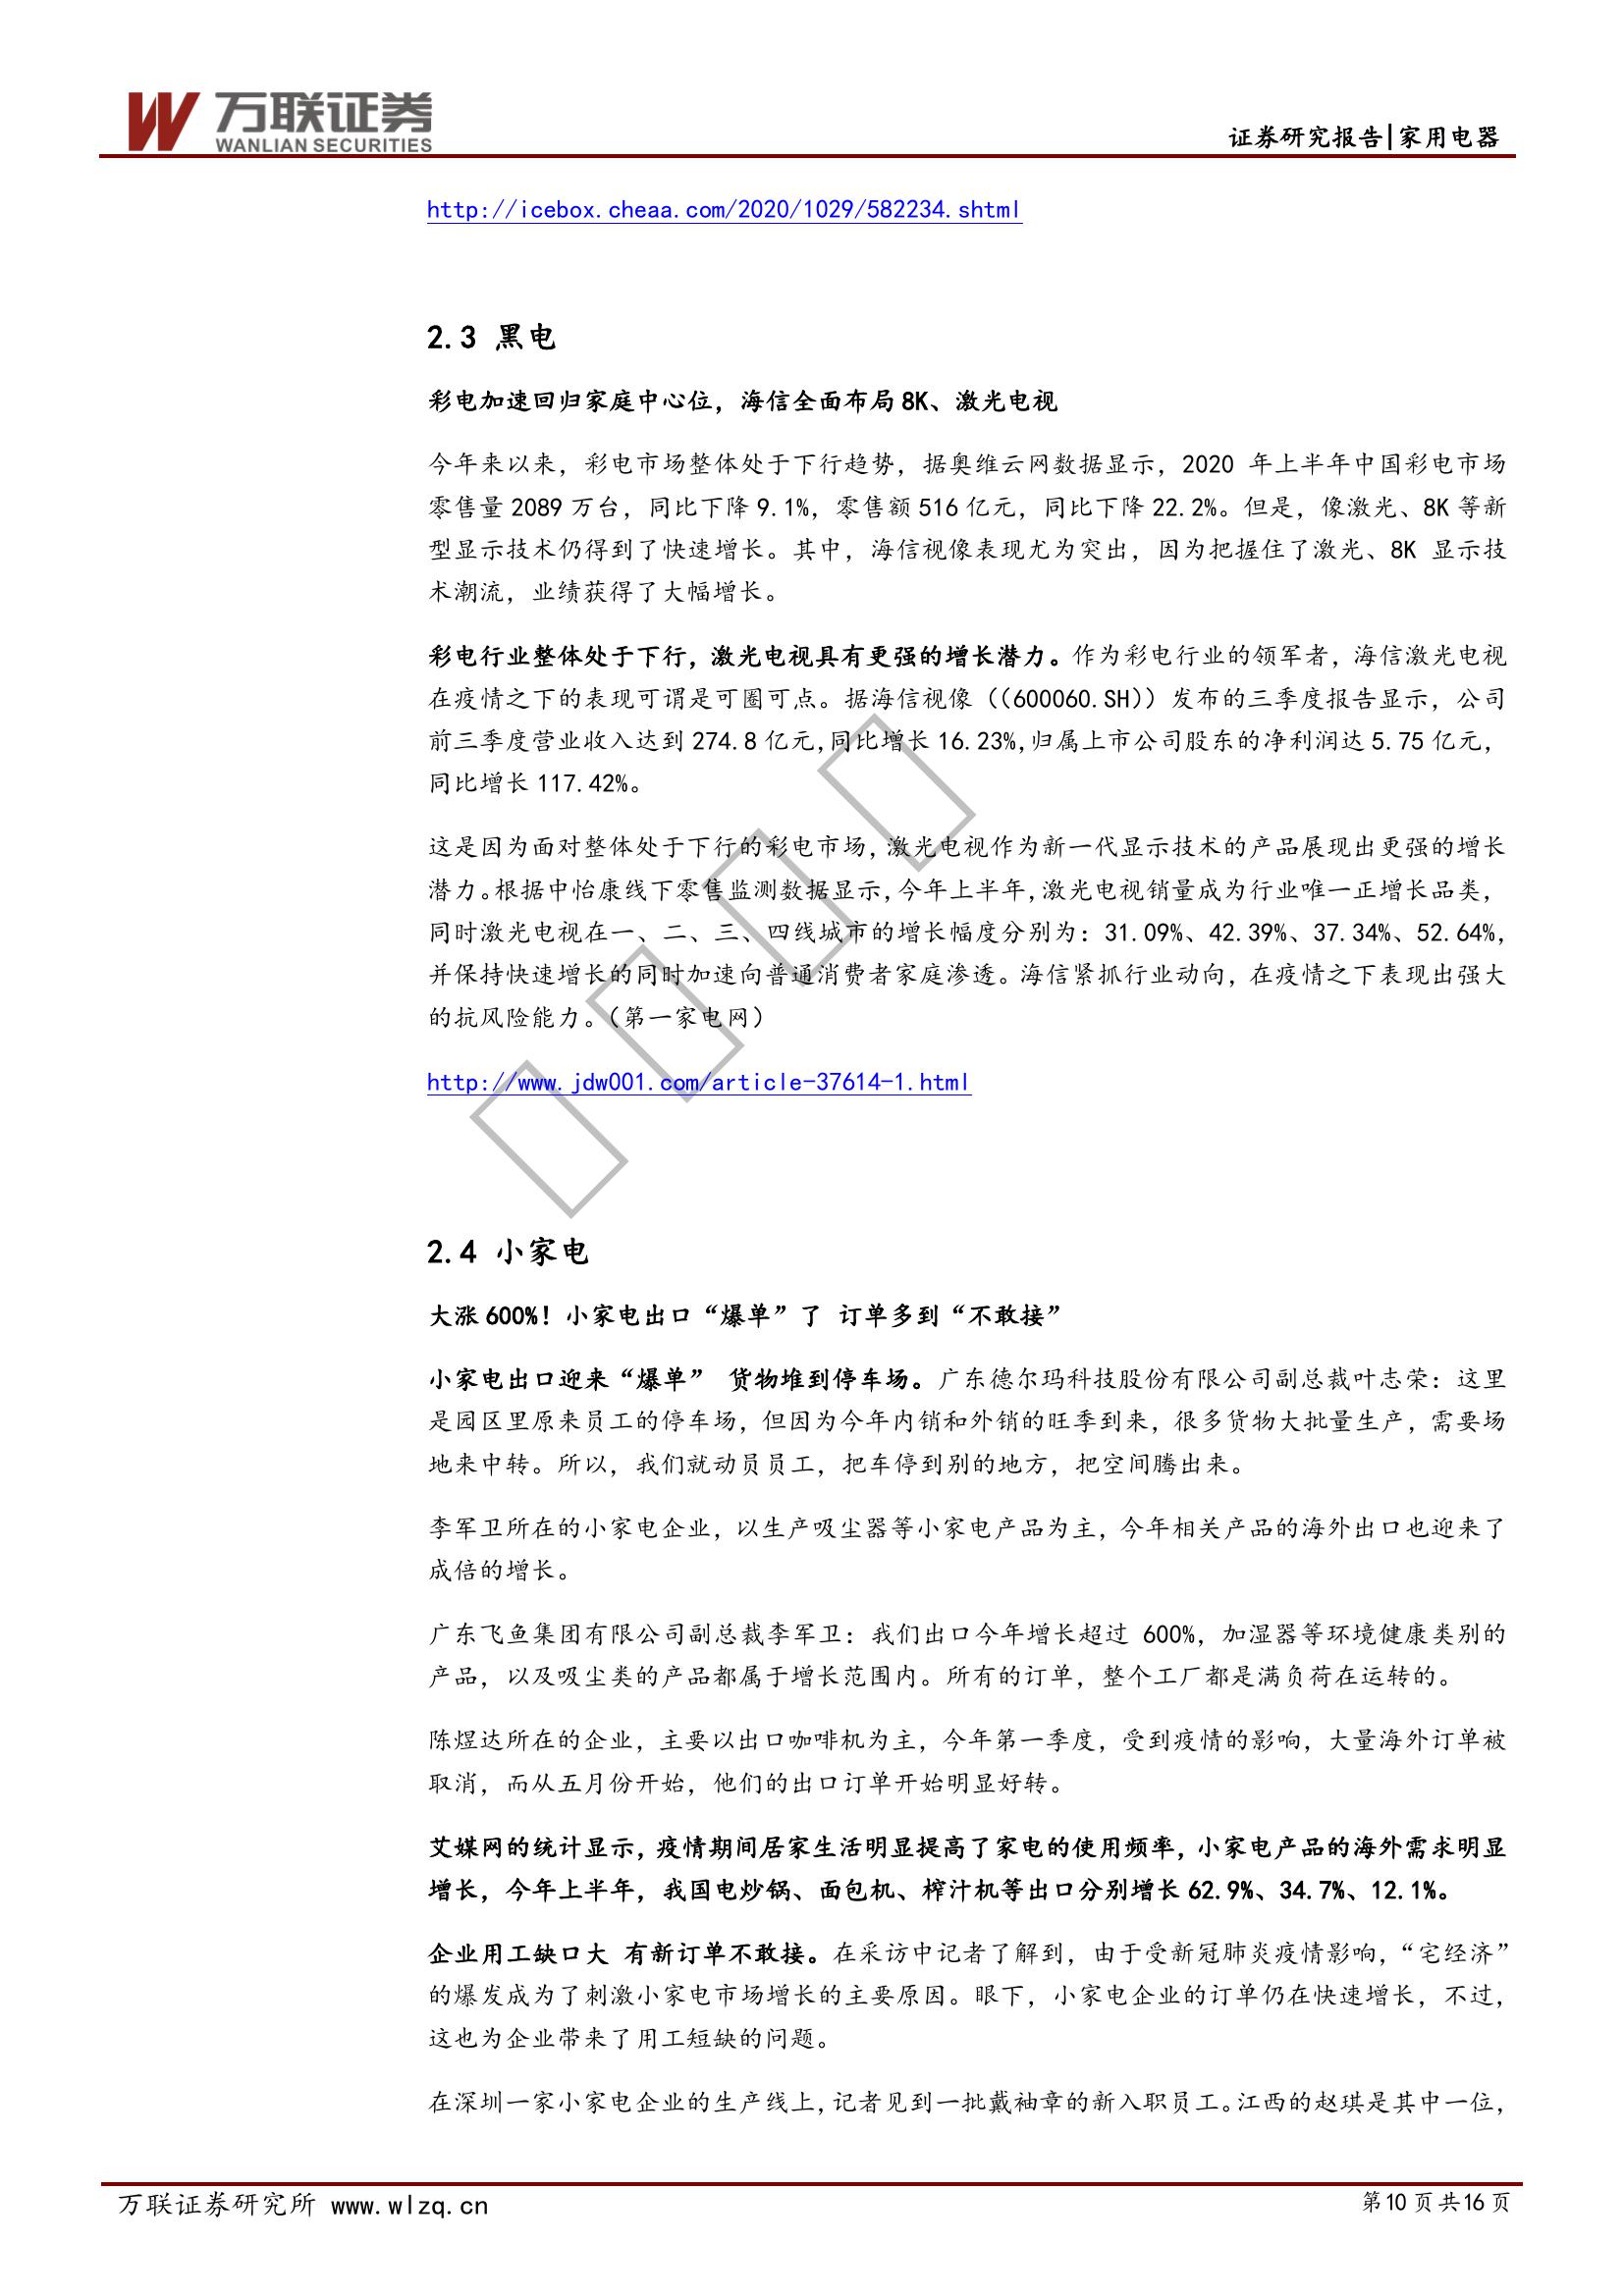 万联证券
WANLIAN SECURITIES
证券研究报告|家用电器
http://icebox.cheaa.com/2020/1029/582234.shtml
2.3 黑电
彩电加速回归家庭中心位，海信全面布局8K、激光电视
今年来以来，彩电市场整体处于下行趋势，据奥维云网数据显示，2020 年上半年中国彩电市场
零售量 2089 万台，同比下降 9.1%，零售额 516 亿元，同比下降 22.2%。但是，像激光、8K 等新
型显示技术仍得到了快速增长。其中，海信视像表现尤为突出，因为把握住了激光、8K 显示技
术潮流，业绩获得了大幅增长。
彩电行业整体处于下行，激光电视具有更强的增长潜力。作为彩电行业的领军者，海信激光电视
在疫情之下的表现可谓是可圈可点。据海信视像（(600060.SH)）发布的三季度报告显示，公司
前三季度营业收入达到 274.8 亿元,同比增长 16.23%,归属上市公司股东的净利润达 5.75 亿元，
同比增长 117.42%。
这是因为面对整体处于下行的彩电市场,激光电视作为新一代显示技术的产品展现出更强的增长
潜力。根据中怡康线下零售监测数据显示,今年上半年,激光电视销量成为行业唯一正增长品类，
同时激光电视在一、二、三、四线城市的增长幅度分别为：31.09%、42.39%、37.34%、52.64%,
并保持快速增长的同时加速向普通消费者家庭渗透。海信紧抓行业动向，在疫情之下表现出强大
的抗风险能力。（第一家电网）
http://www.jdw001.com/article-37614-1.html
2.4 小家电
大涨 600%！小家电出口“爆单”了 订单多到“不敢接”
小家电出口迎来“爆单” 货物堆到停车场。广东德尔玛科技股份有限公司副总裁叶志荣：这里
是园区里原来员工的停车场，但因为今年内销和外销的旺季到来，很多货物大批量生产，需要场
地来中转。所以，我们就动员员工，把车停到别的地方，把空间腾出来。
李军卫所在的小家电企业，以生产吸尘器等小家电产品为主，今年相关产品的海外出口也迎来了
成倍的增长。
广东飞鱼集团有限公司副总裁李军卫：我们出口今年增长超过 600%，加湿器等环境健康类别的
产品，以及吸尘类的产品都属于增长范围内。所有的订单，整个工厂都是满负荷在运转的。
陈煜达所在的企业，主要以出口咖啡机为主，今年第一季度，受到疫情的影响，大量海外订单被
取消，而从五月份开始，他们的出口订单开始明显好转。
艾媒网的统计显示,疫情期间居家生活明显提高了家电的使用频率,小家电产品的海外需求明显
增长，今年上半年，我国电炒锅、面包机、榨汁机等出口分别增长 62.9%、34.7%、12.1%。
企业用工缺口大 有新订单不敢接。在采访中记者了解到，由于受新冠肺炎疫情影响，“宅经济”
的爆发成为了刺激小家电市场增长的主要原因。眼下，小家电企业的订单仍在快速增长，不过，
这也为企业带来了用工短缺的问题。
在深圳一家小家电企业的生产线上,记者见到一批戴袖章的新入职员工。江西的赵琪是其中一位，
万联证券研究所 www.wlzq.cn
第10 页共16 页